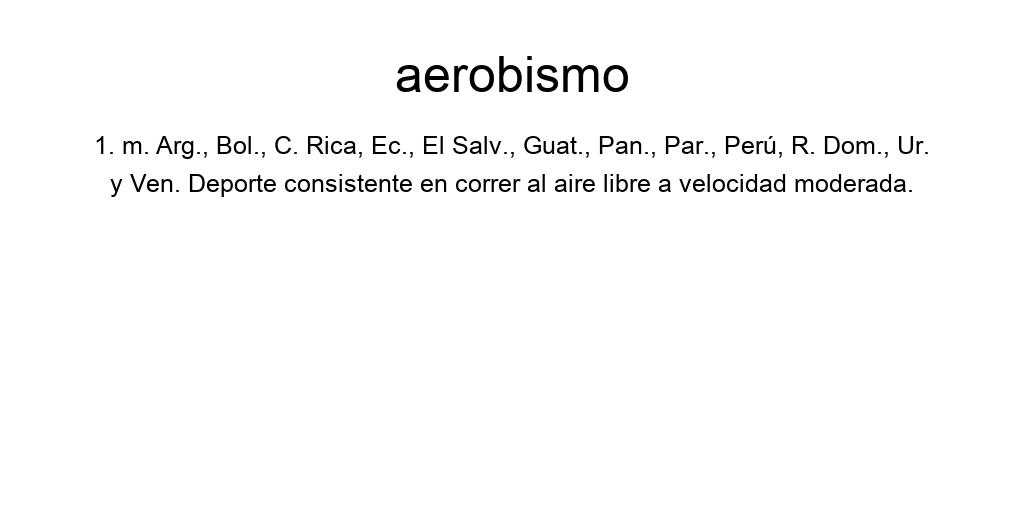 aerobismo
1. m. Arg., Bol., C. Rica, Ec., El Salv., Guat., Pan., Par., Perú, R. Dom., Ur.
y Ven. Deporte consistente en correr al aire libre a velocidad moderada.